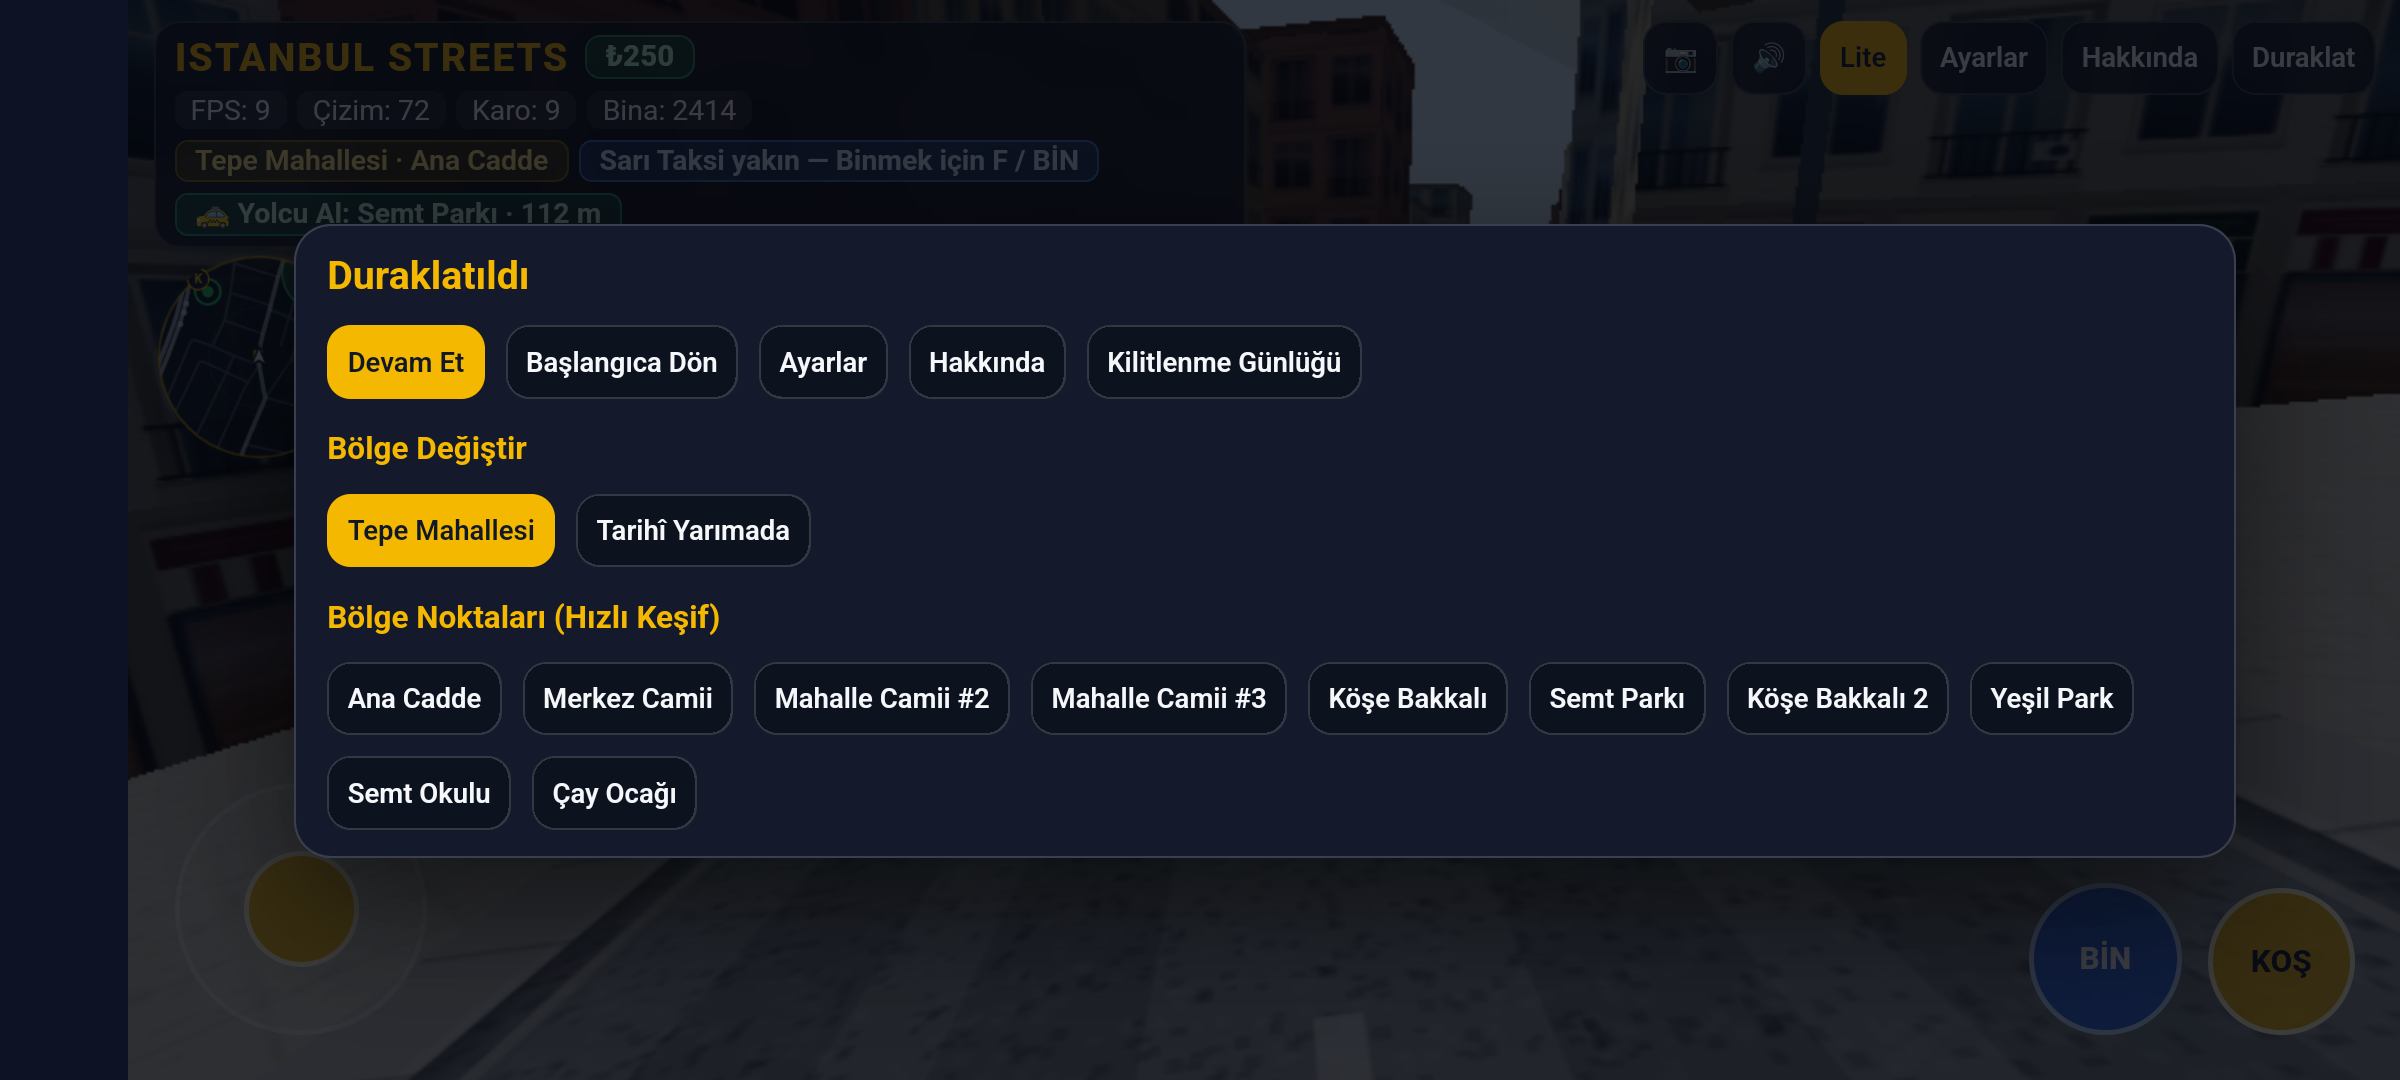 ISTANBUL STREETS ₺250
📷 🔊 Lite Ayarlar Hakkında Duraklat
FPS: 9 Çizim: 72 Karo: 9 Bina: 2414
Tepe Mahallesi · Ana Cadde Sarı Taksi yakın — Binmek için F / BİN
🚕 Yolcu Al: Semt Parkı · 112 m
K
Duraklatıldı
Devam Et Başlangıca Dön Ayarlar Hakkında Kilitlenme Günlüğü
Bölge Değiştir
Tepe Mahallesi Tarihî Yarımada
Bölge Noktaları (Hızlı Keşif)
Ana Cadde Merkez Camii Mahalle Camii #2 Mahalle Camii #3 Köşe Bakkalı Semt Parkı Köşe Bakkalı 2 Yeşil Park
Semt Okulu Çay Ocağı
BİN KOŞ